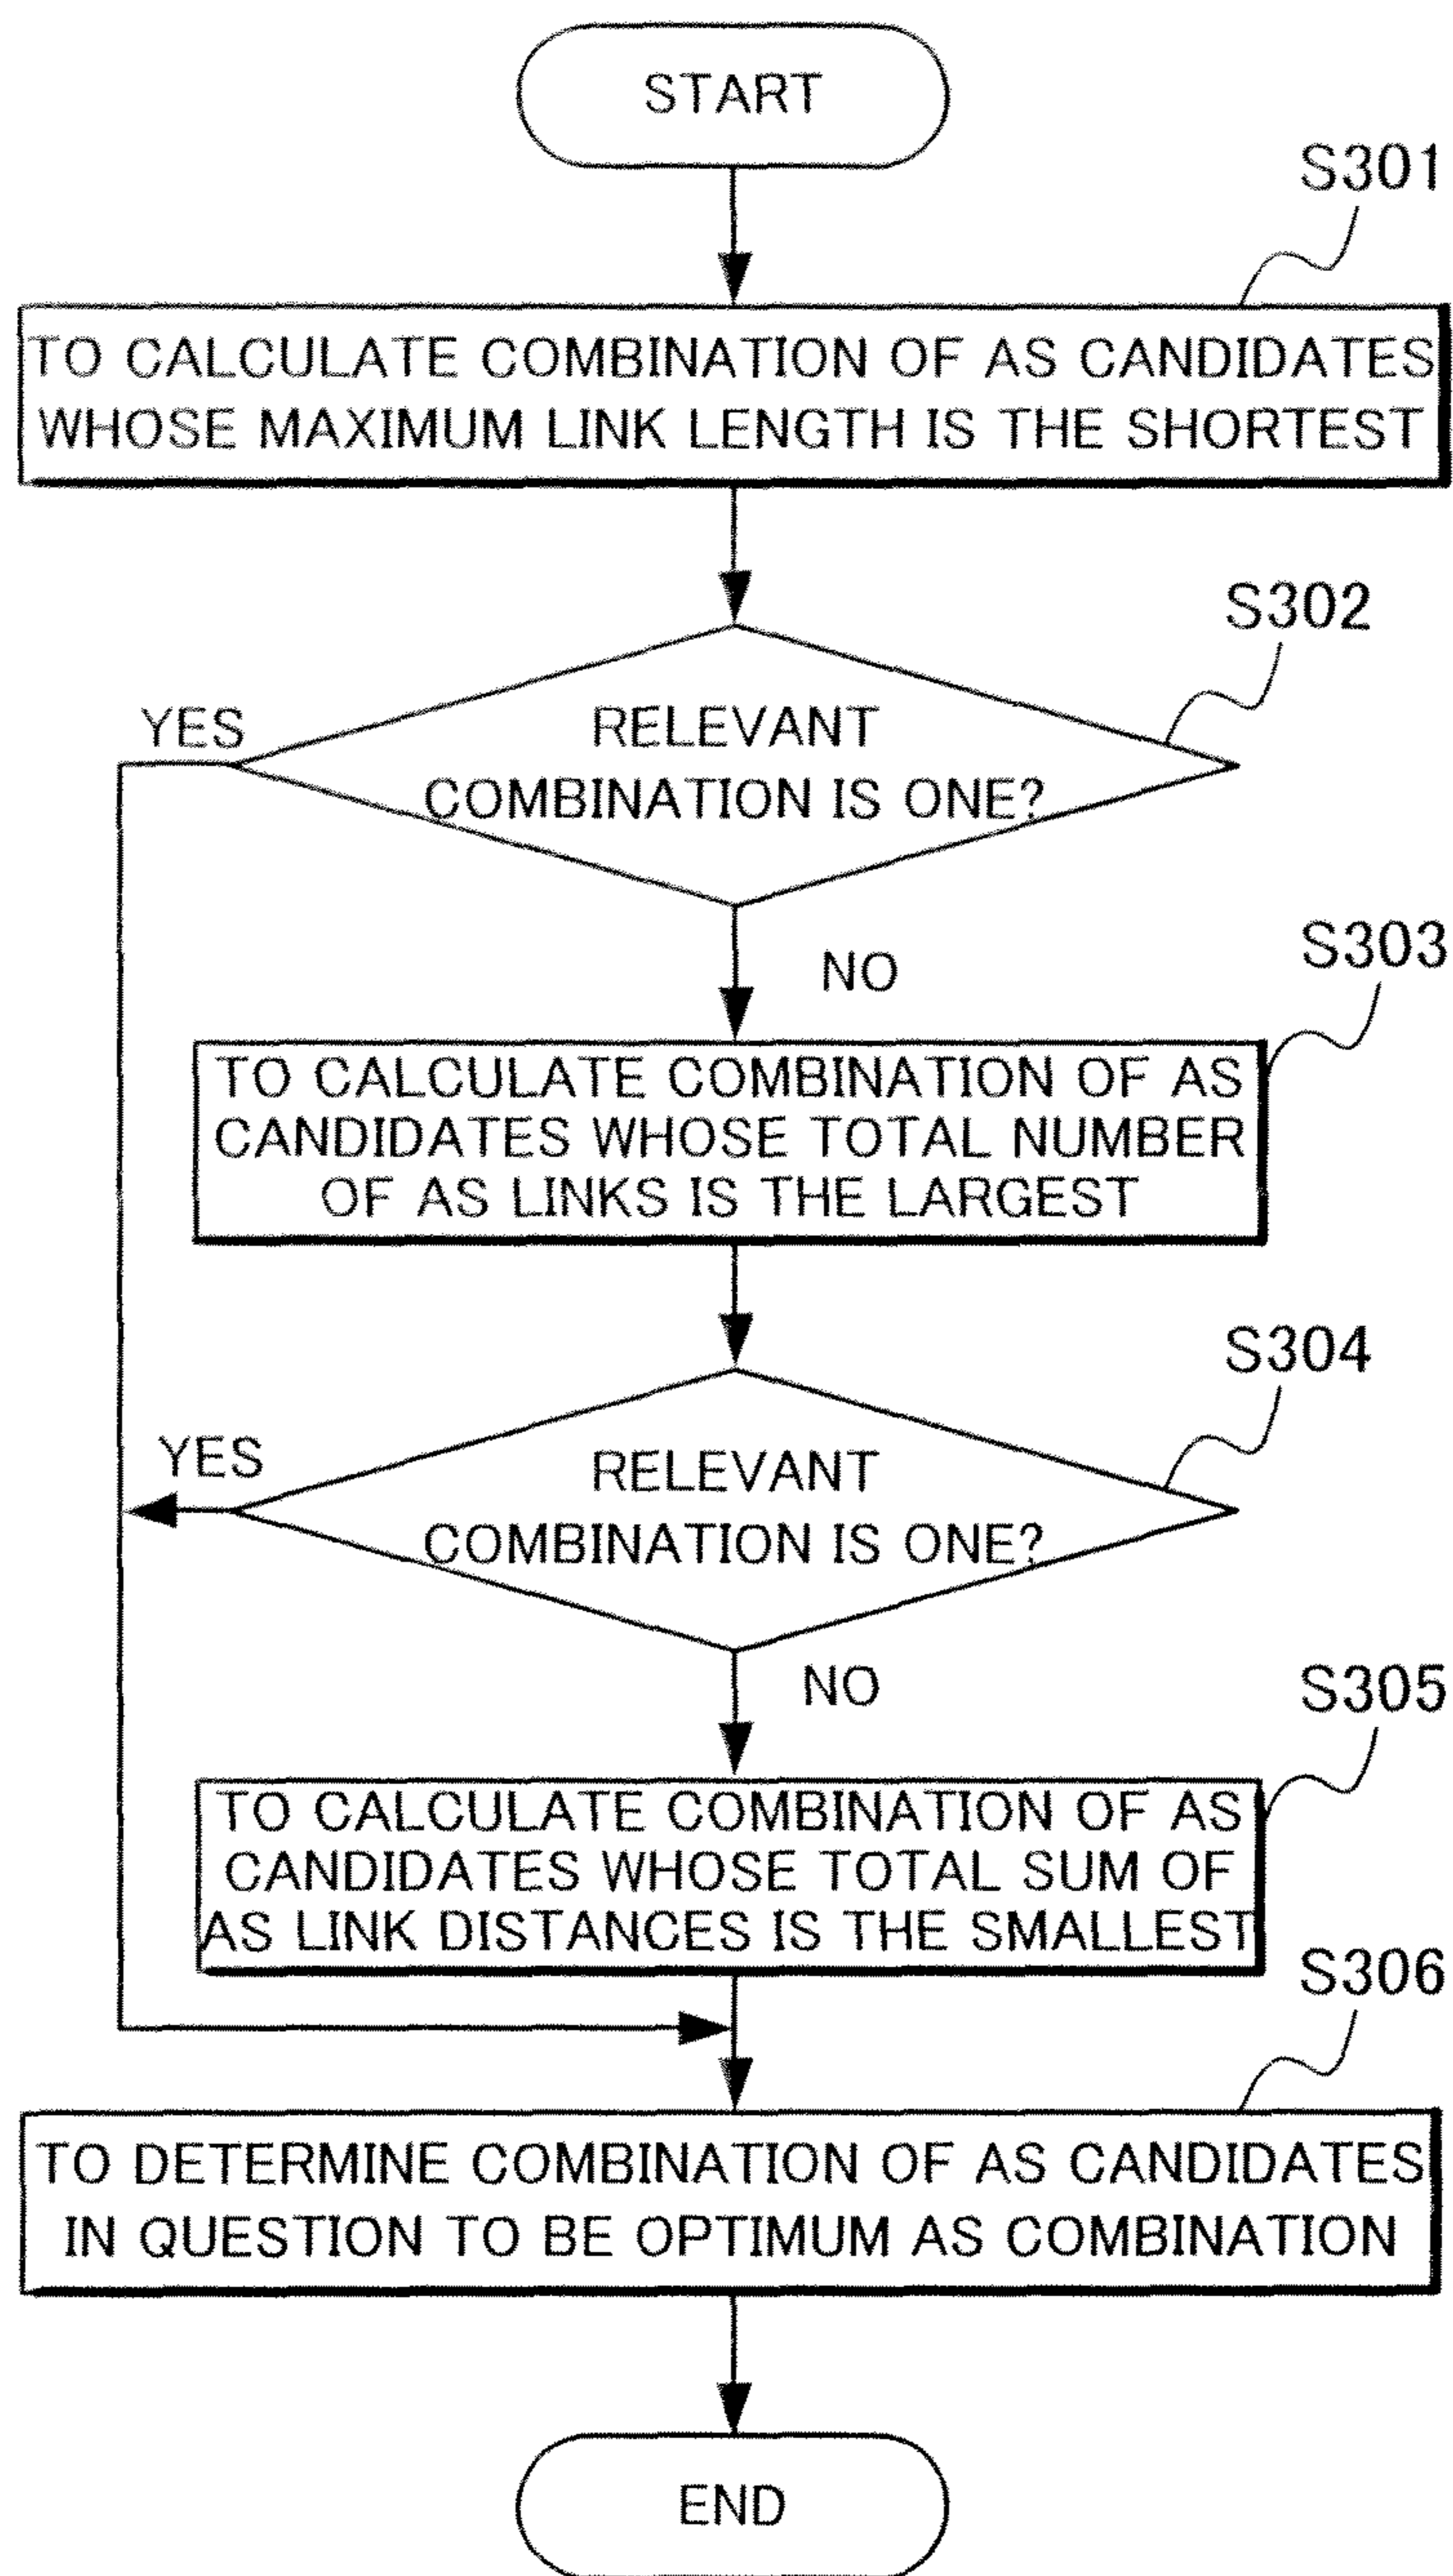 START
S301
TO CALCULATE COMBINATION OF AS CANDIDATES
WHOSE MAXIMUM LINK LENGTH IS THE SHORTEST
S302
YES
RELEVANT
COMBINATION IS ONE?
NO
S303
TO CALCULATE COMBINATION OF AS
CANDIDATES WHOSE TOTAL NUMBER
OF AS LINKS IS THE LARGEST
S304
YES
RELEVANT
COMBINATION IS ONE?
NO
S305
TO CALCULATE COMBINATION OF AS
CANDIDATES WHOSE TOTAL SUM OF
AS LINK DISTANCES IS THE SMALLEST
S306
TO DETERMINE COMBINATION OF AS CANDIDATES
IN QUESTION TO BE OPTIMUM AS COMBINATION
END